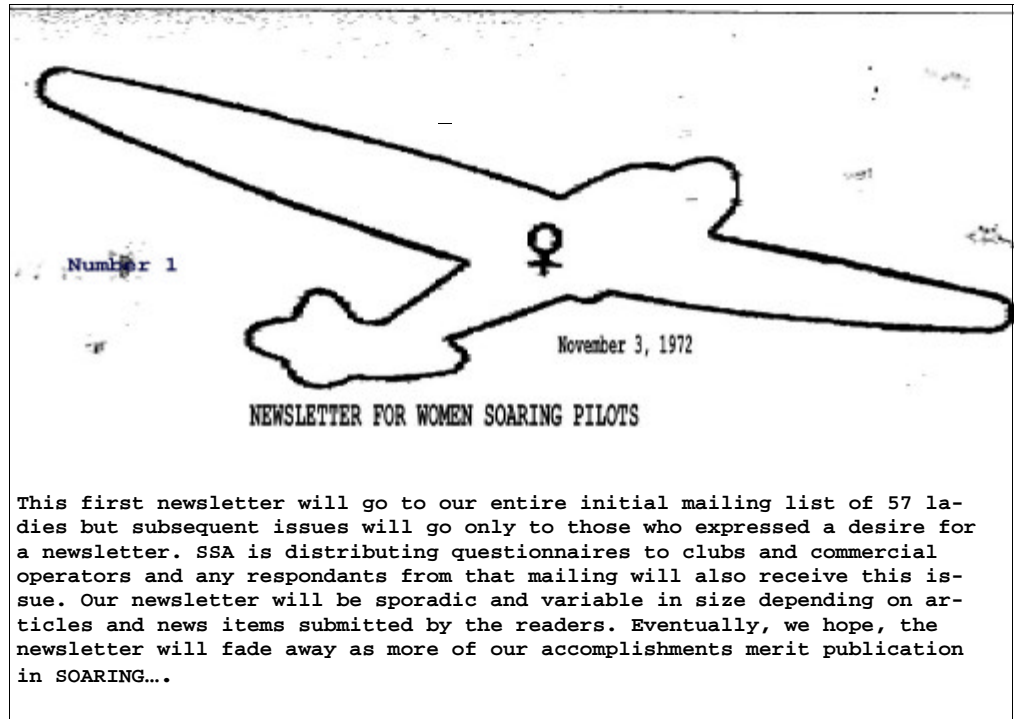 Number 1
November 3, 1972
NEWSLETTER FOR WOMEN SOARING PILOTS
This first newsletter will go to our entire initial mailing list of 57 la-
dies but subsequent issues will go only to those who expressed a desire for
a newsletter. SSA is distributing questionnaires to clubs and commercial
operators and any respondants from that mailing will also receive this is-
sue. Our newsletter will be sporadic and variable in size depending on ar-
ticles and news items submitted by the readers. Eventually, we hope, the
newsletter will fade away as more of our accomplishments merit publication
in SOARING….